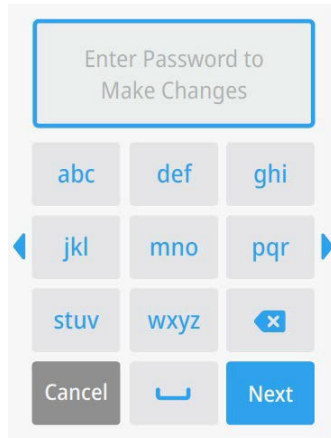 Enter Password to
Make Changes
abc def ghi
jkl mno pqr
stuv wxyz
Cancel Next